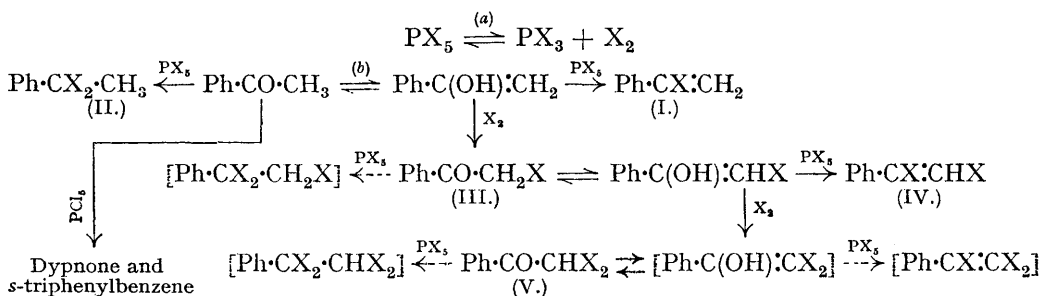 (a)
PX₅ ⇌ PX₃ + X₂
Ph·CX₂·CH₃ ←PX₅ Ph·CO·CH₃ ⇌(b) Ph·C(OH):CH₂ PX₅→ Ph·CX:CH₂
(II.) (I.)
X₂
[Ph·CX₂·CH₂X] ←PX₅ Ph·CO·CH₂X ⇌ Ph·C(OH):CHX PX₅→ Ph·CX:CHX
(III.) (IV.)
PCl₅
X₂
Dypnone and
s-triphenylbenzene
[Ph·CX₂·CHX₂] ←PX₅ Ph·CO·CHX₂ ⇌ [Ph·C(OH):CX₂] PX₅→ [Ph·CX:CX₂]
(V.)